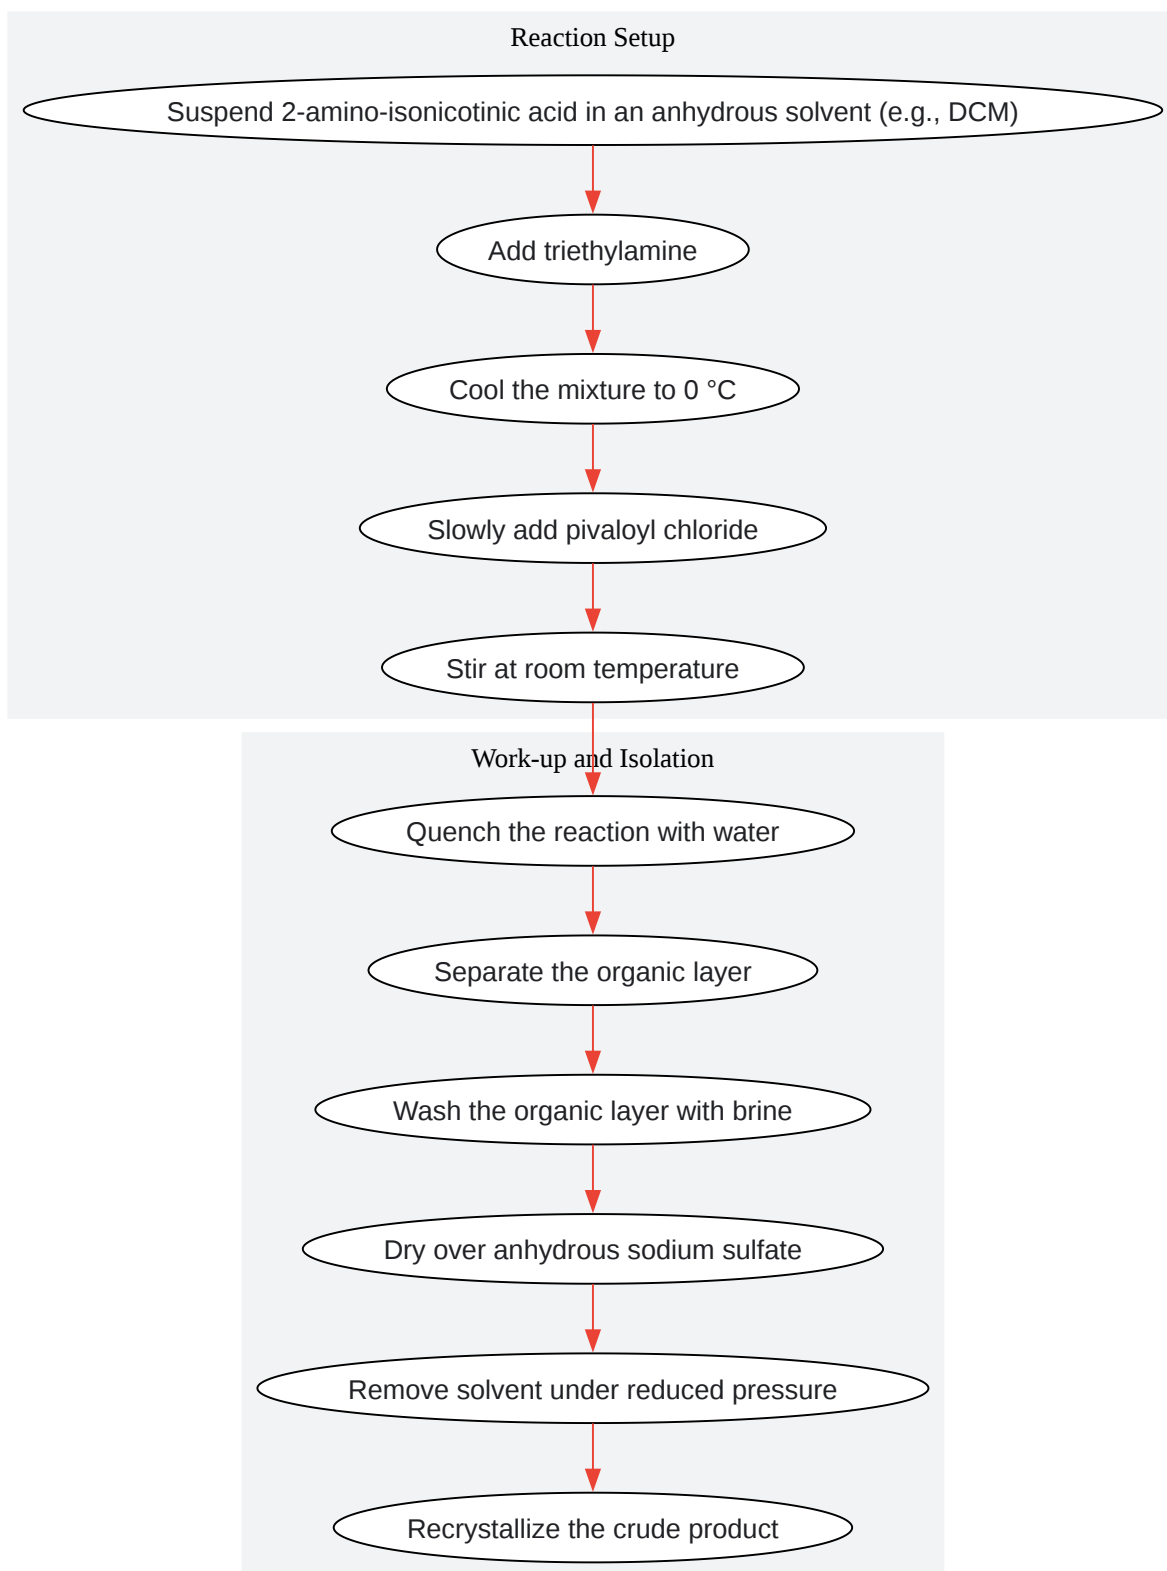 Reaction Setup
Suspend 2-amino-isonicotinic acid in an anhydrous solvent (e.g., DCM)
Add triethylamine
Cool the mixture to 0 °C
Slowly add pivaloyl chloride
Stir at room temperature
Work-up and Isolation
Quench the reaction with water
Separate the organic layer
Wash the organic layer with brine
Dry over anhydrous sodium sulfate
Remove solvent under reduced pressure
Recrystallize the crude product